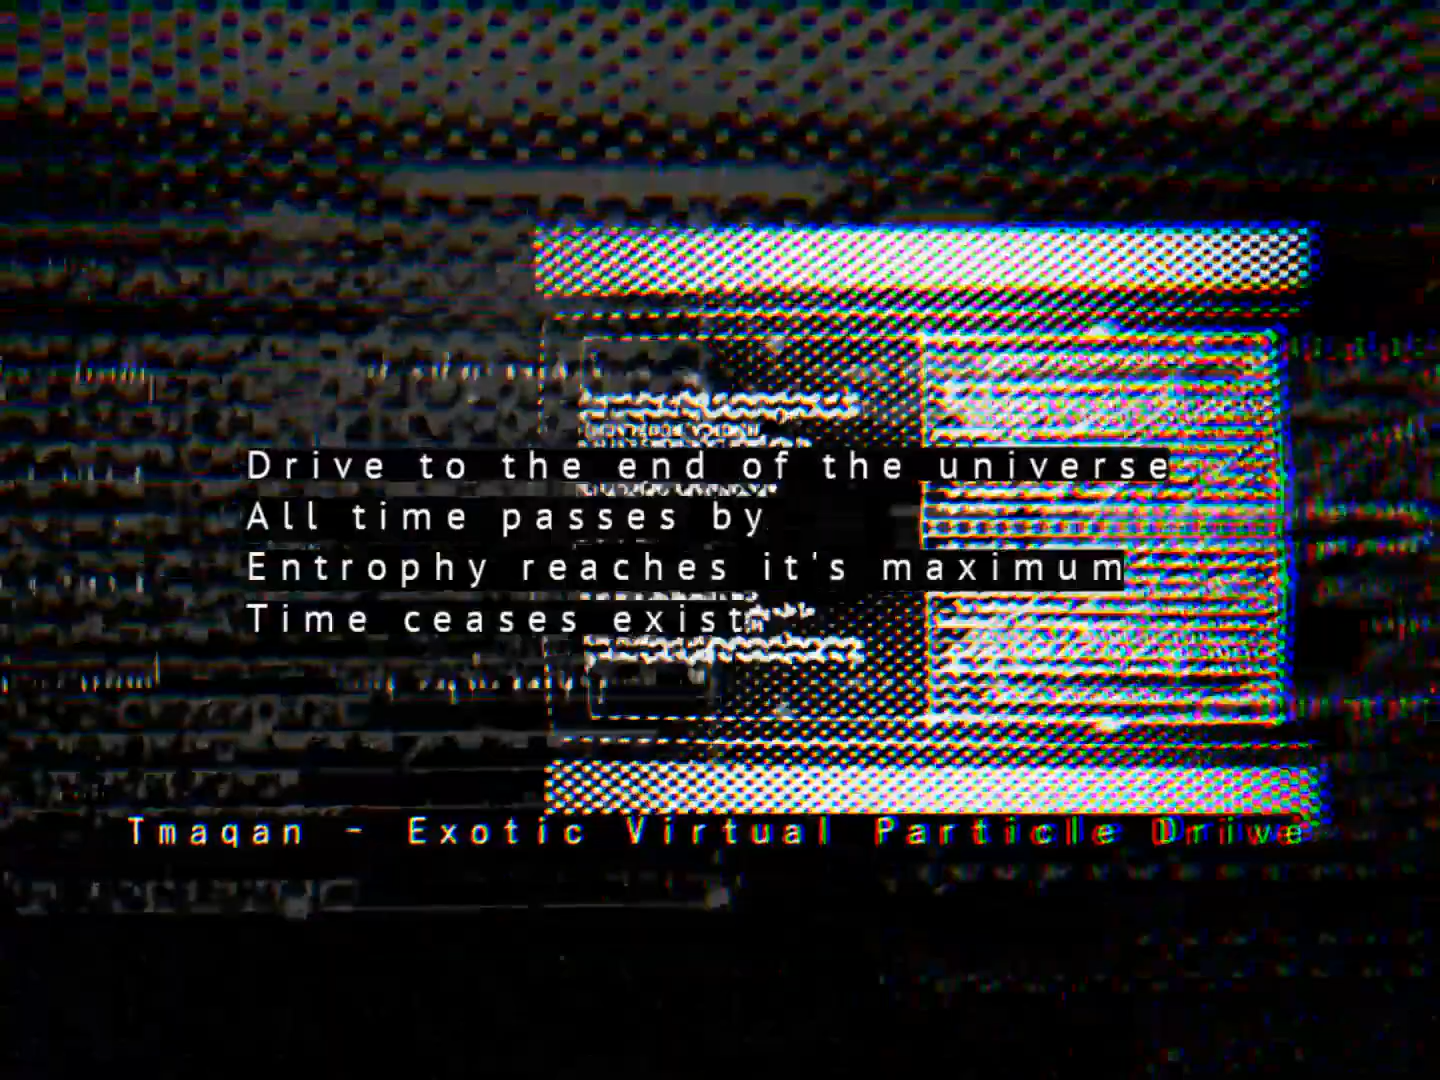 Drive to the end of the universe
All time passes by
Entrophy reaches it's maximum
Time ceases exist
Tmaqan - Exotic Virtual Particle Drive